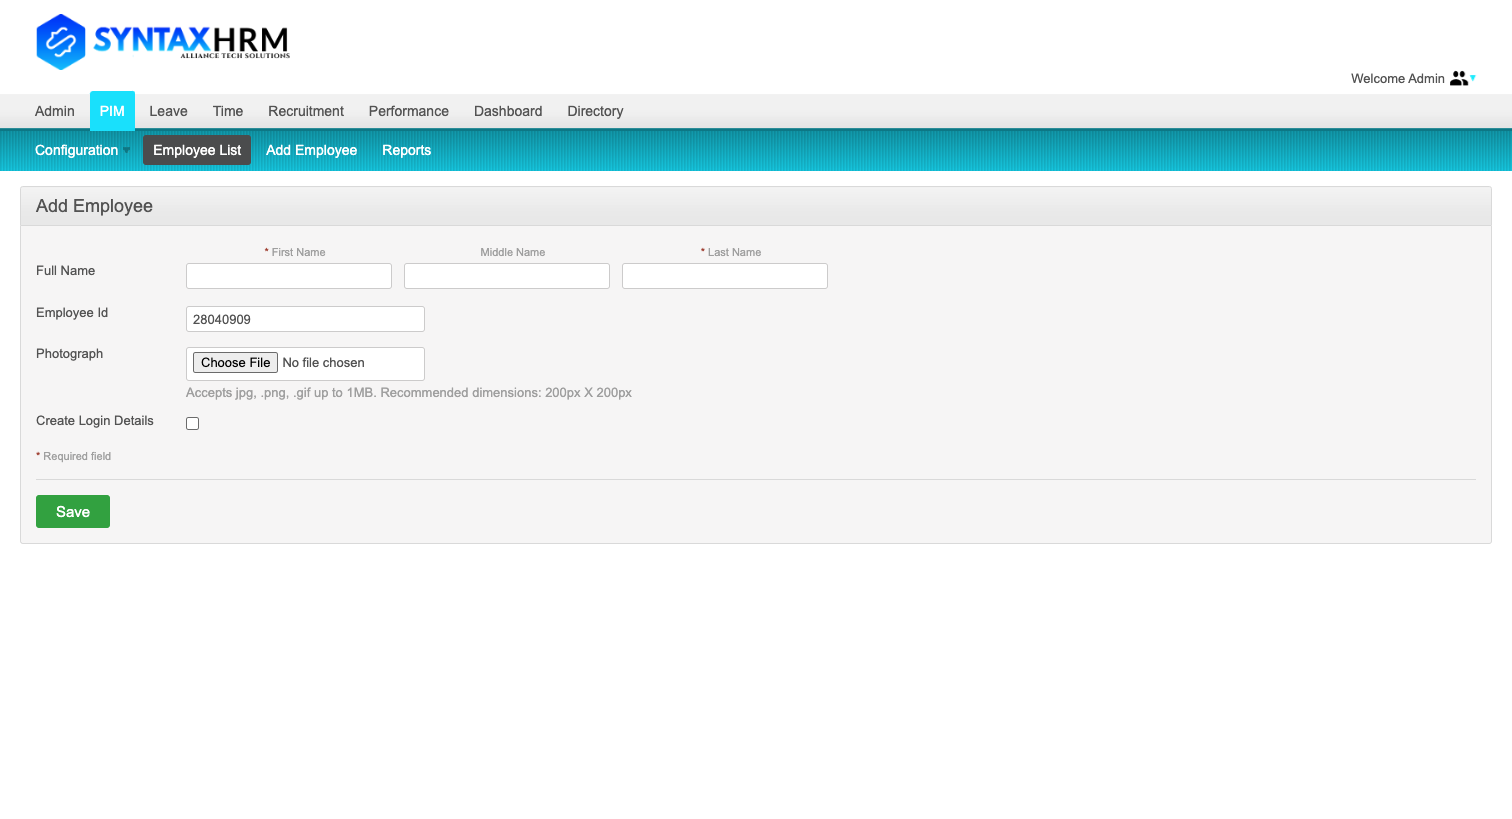 SYNTAXHRM
ALLIANCE TECH SOLUTIONS
Welcome Admin
Admin PIM Leave Time Recruitment Performance Dashboard Directory
Configuration Employee List Add Employee Reports
Add Employee
* First Name Middle Name * Last Name
Full Name
Employee Id 28040909
Photograph Choose File No file chosen
Accepts jpg, .png, .gif up to 1MB. Recommended dimensions: 200px X 200px
Create Login Details
* Required field
Save